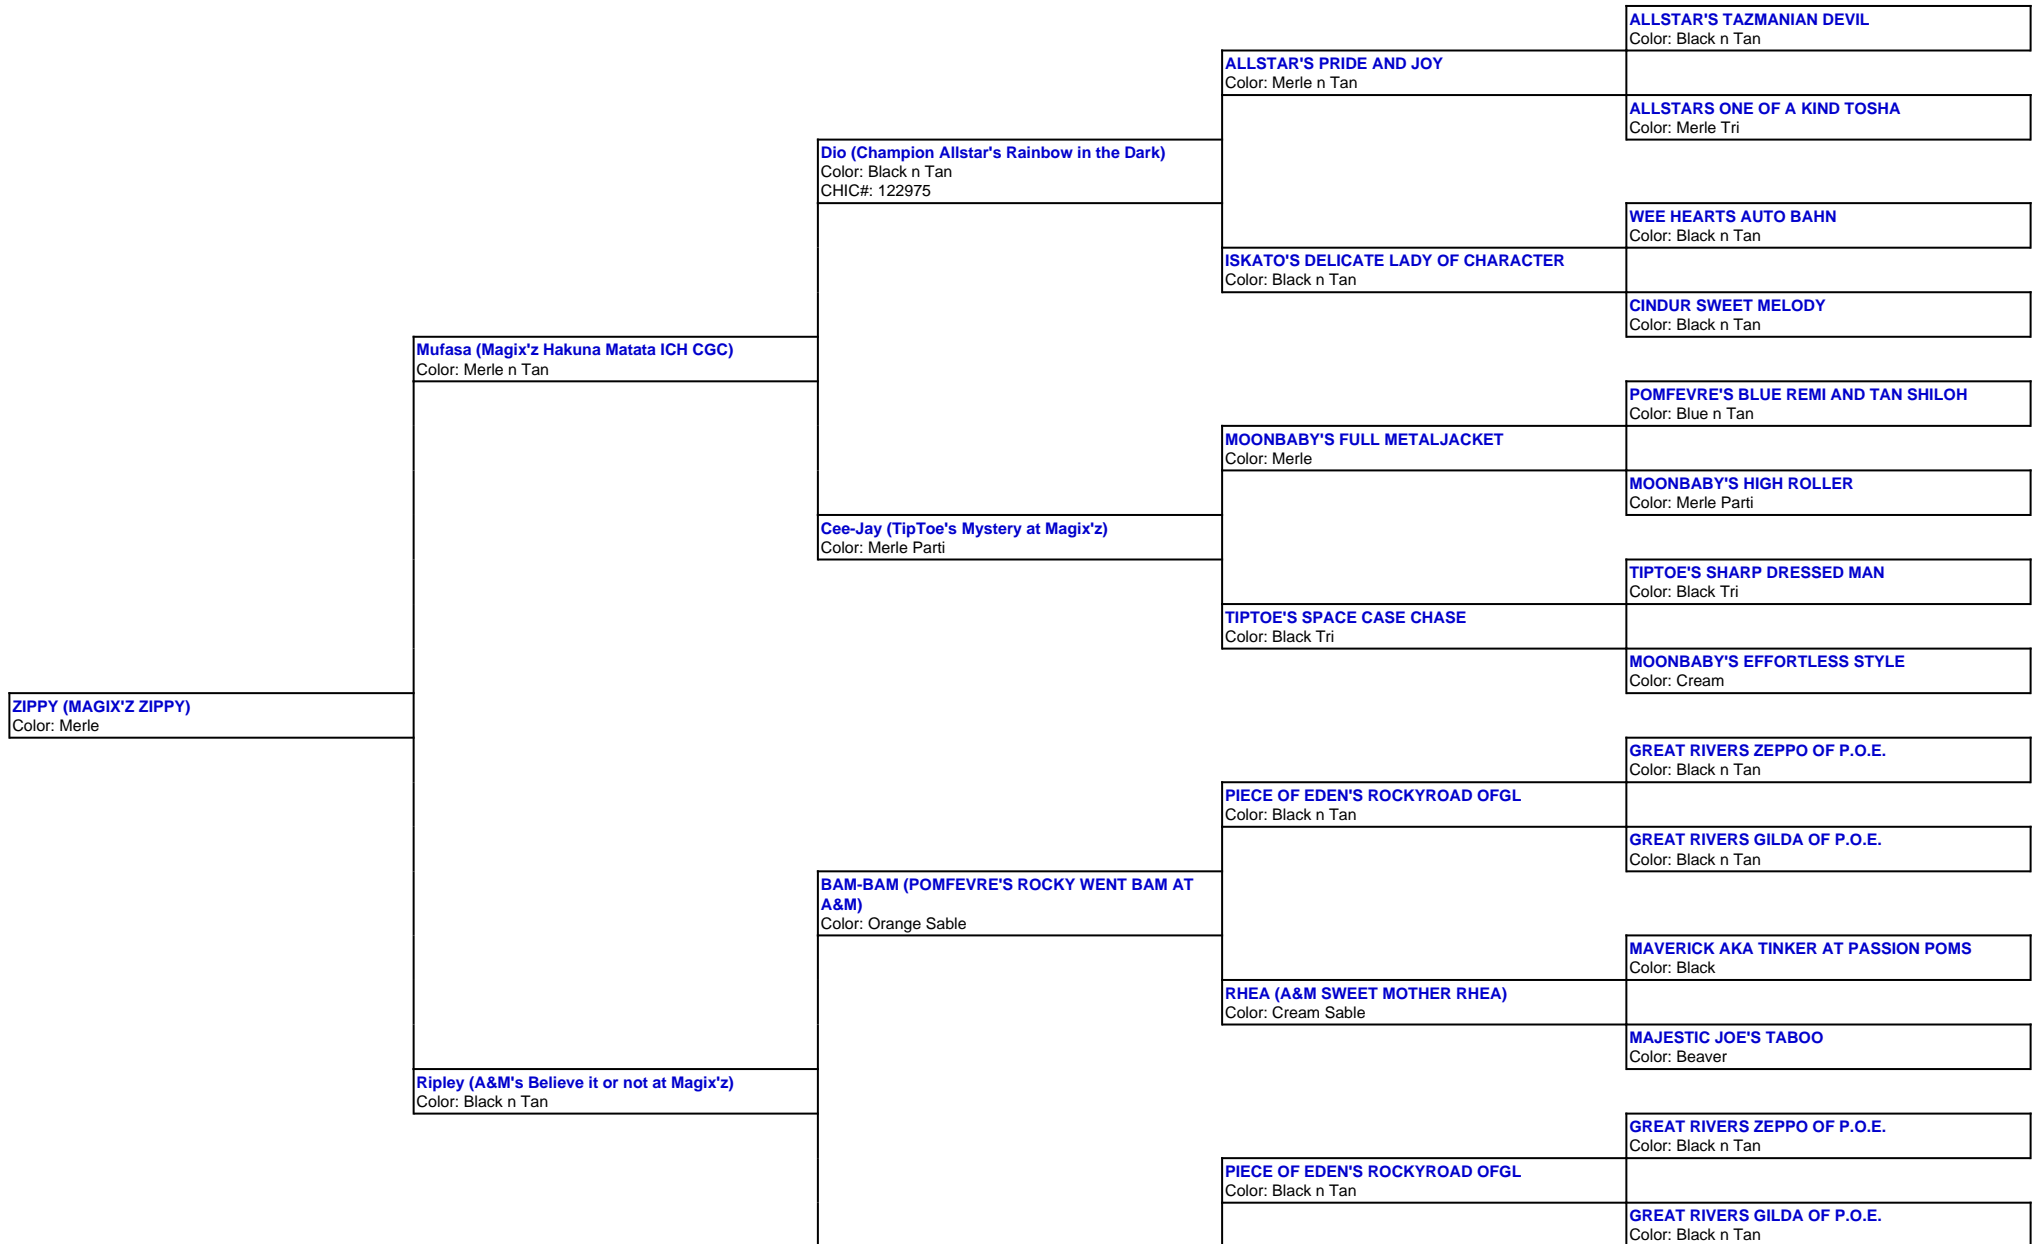 ALLSTAR'S TAZMANIAN DEVIL
Color: Black n Tan
ALLSTAR'S PRIDE AND JOY
Color: Merle n Tan
ALLSTARS ONE OF A KIND TOSHA
Color: Merle Tri
Dio (Champion Allstar's Rainbow in the Dark)
Color: Black n Tan
CHIC#: 122975
WEE HEARTS AUTO BAHN
Color: Black n Tan
ISKATO'S DELICATE LADY OF CHARACTER
Color: Black n Tan
CINDUR SWEET MELODY
Color: Black n Tan
Mufasa (Magix'z Hakuna Matata ICH CGC)
Color: Merle n Tan
POMFEVRE'S BLUE REMI AND TAN SHILOH
Color: Blue n Tan
MOONBABY'S FULL METALJACKET
Color: Merle
MOONBABY'S HIGH ROLLER
Color: Merle Parti
Cee-Jay (TipToe's Mystery at Magix'z)
Color: Merle Parti
TIPTOE'S SHARP DRESSED MAN
Color: Black Tri
TIPTOE'S SPACE CASE CHASE
Color: Black Tri
MOONBABY'S EFFORTLESS STYLE
Color: Cream
ZIPPY (MAGIX'Z ZIPPY)
Color: Merle
GREAT RIVERS ZEPPO OF P.O.E.
Color: Black n Tan
PIECE OF EDEN'S ROCKYROAD OFGL
Color: Black n Tan
GREAT RIVERS GILDA OF P.O.E.
Color: Black n Tan
BAM-BAM (POMFEVRE'S ROCKY WENT BAM AT
A&M)
Color: Orange Sable
MAVERICK AKA TINKER AT PASSION POMS
Color: Black
RHEA (A&M SWEET MOTHER RHEA)
Color: Cream Sable
MAJESTIC JOE'S TABOO
Color: Beaver
Ripley (A&M's Believe it or not at Magix'z)
Color: Black n Tan
GREAT RIVERS ZEPPO OF P.O.E.
Color: Black n Tan
PIECE OF EDEN'S ROCKYROAD OFGL
Color: Black n Tan
GREAT RIVERS GILDA OF P.O.E.
Color: Black n Tan